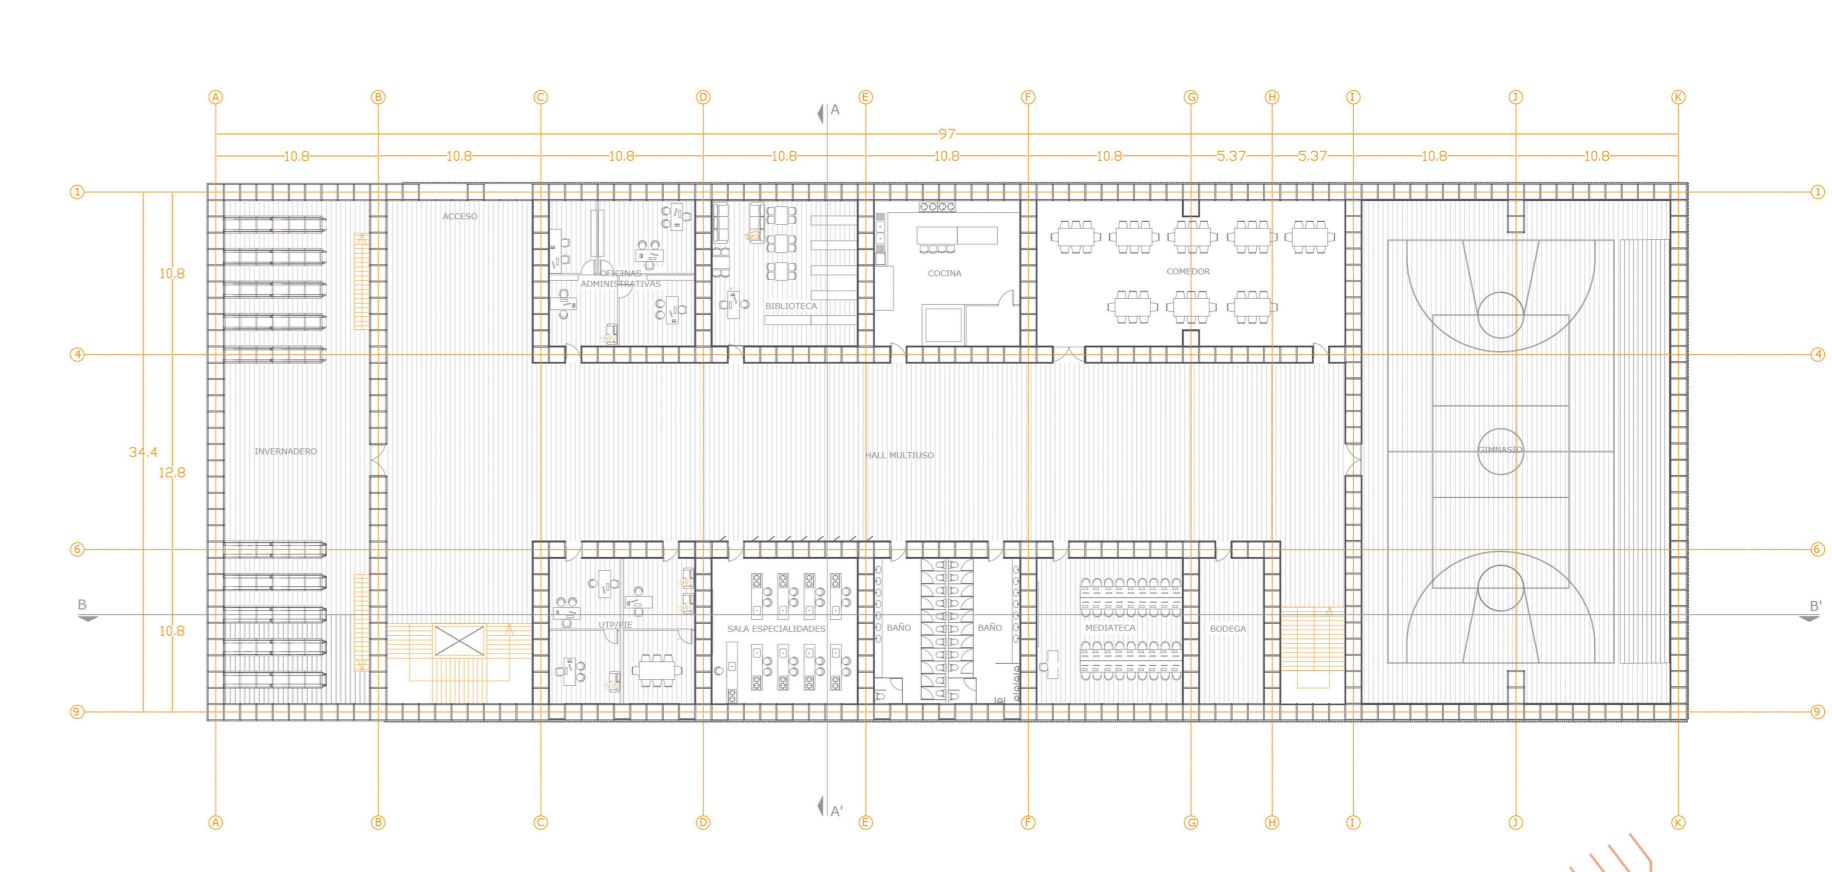 A B C D E F G H I J K
A
97
10.8 10.8 10.8 10.8 10.8 10.8 5.37 5.37 10.8 10.8
1 1
ACCESO
10.8
OFICINAS
ADMINISTRATIVAS
BIBLIOTECA
COCINA
COMEDOR
4 4
34.4
12.8
INVERNADERO
HALL MULTIUSO
GIMNASIO
6 6
B B'
10.8
UTP/PIE
SALA ESPECIALIDADES
BAÑO
BAÑO
MEDIATECA
BODEGA
9 9
A'
A B C D E F G H I J K